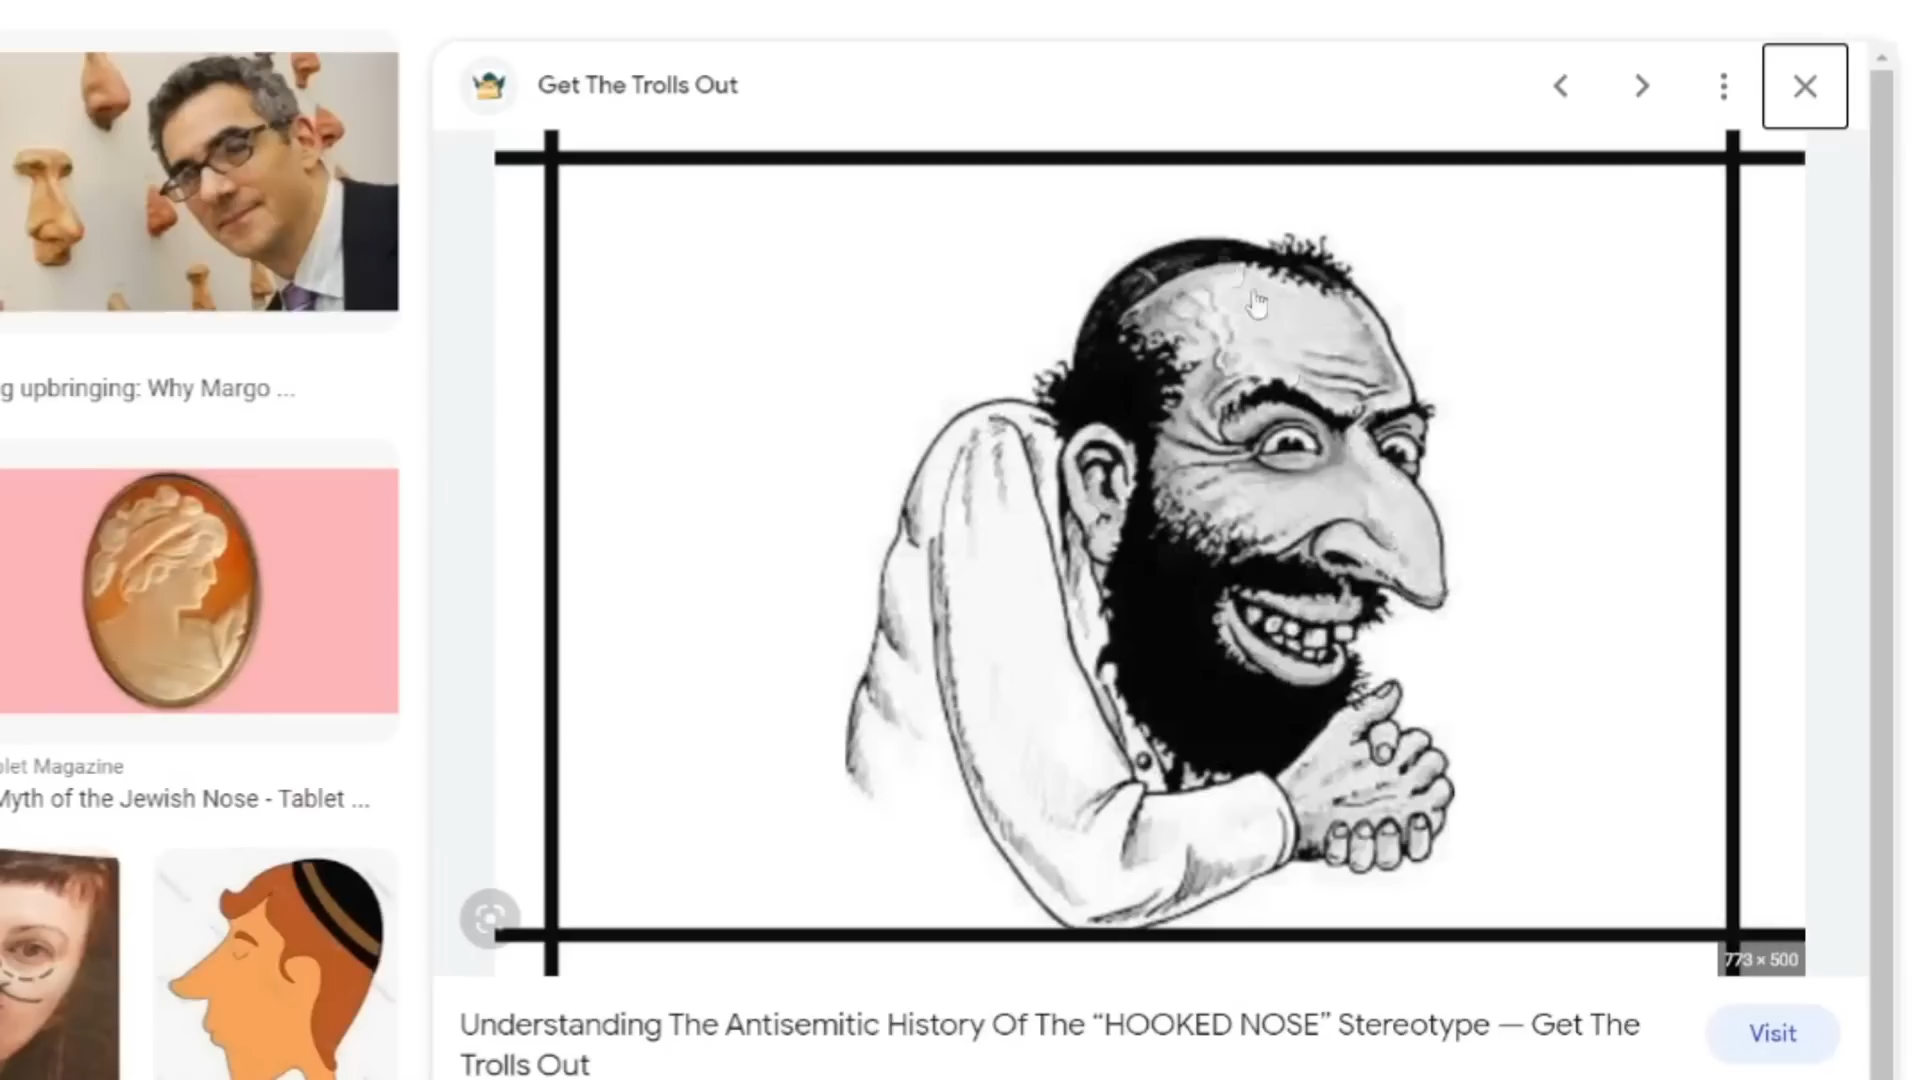 Get The Trolls Out
g upbringing: Why Margo ...
blet Magazine
Myth of the Jewish Nose - Tablet ...
773 × 500
Understanding The Antisemitic History Of The “HOOKED NOSE” Stereotype — Get The
Trolls Out
Visit